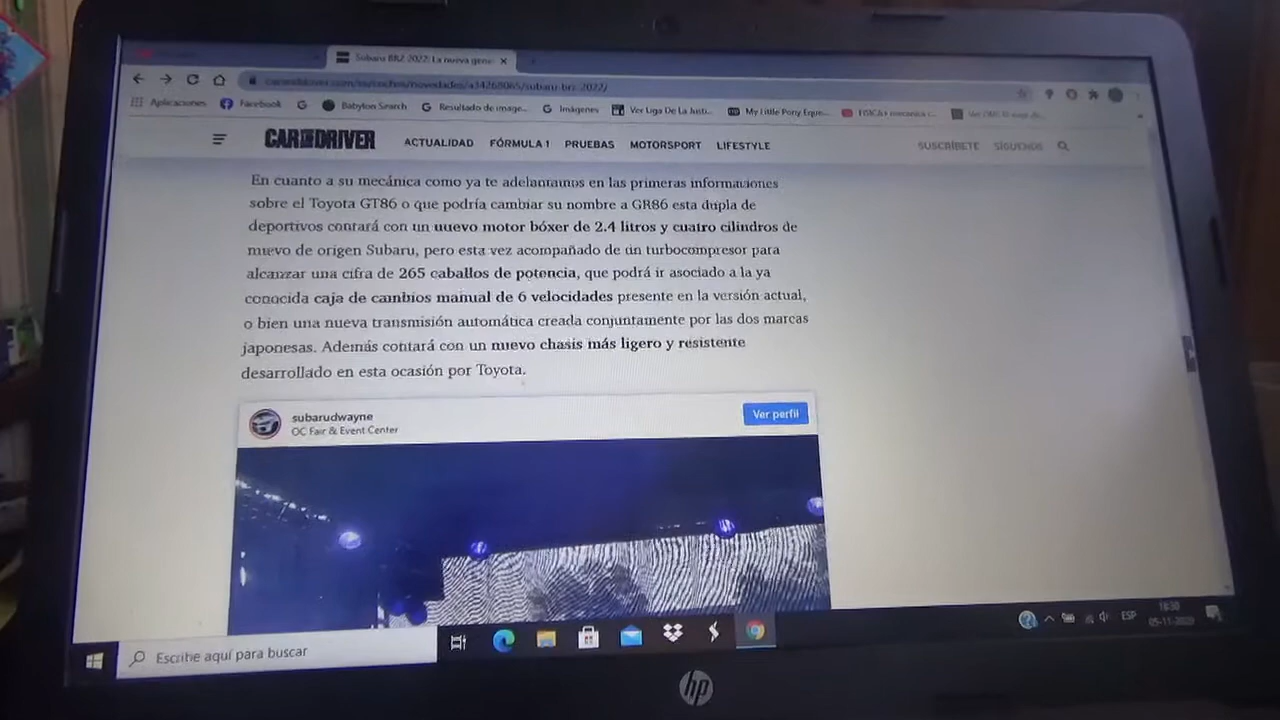 Subaru BRZ 2022: La nueva gene
caranddriver.com/es/coches/novedades/a34268065/subaru-brz-2022/
Aplicaciones Facebook Babylon Search Resultado de image... Imágenes Ver Liga De La Justi... My Little Pony Eque...
CAR AND DRIVER ACTUALIDAD FÓRMULA 1 PRUEBAS MOTORSPORT LIFESTYLE SUSCRÍBETE SÍGUENOS
En cuanto a su mecánica como ya te adelantamos en las primeras informaciones
sobre el Toyota GT86 o que podría cambiar su nombre a GR86 esta dupla de
deportivos contará con un nuevo motor bóxer de 2.4 litros y cuatro cilindros de
nuevo de origen Subaru, pero esta vez acompañado de un turbocompresor para
alcanzar una cifra de 265 caballos de potencia, que podrá ir asociado a la ya
conocida caja de cambios manual de 6 velocidades presente en la versión actual,
o bien una nueva transmisión automática creada conjuntamente por las dos marcas
japonesas. Además contará con un nuevo chasis más ligero y resistente
desarrollado en esta ocasión por Toyota.
subarudwayne
OC Fair & Event Center
Ver perfil
Escribe aquí para buscar
ESP
18:30
05-11-2020
hp